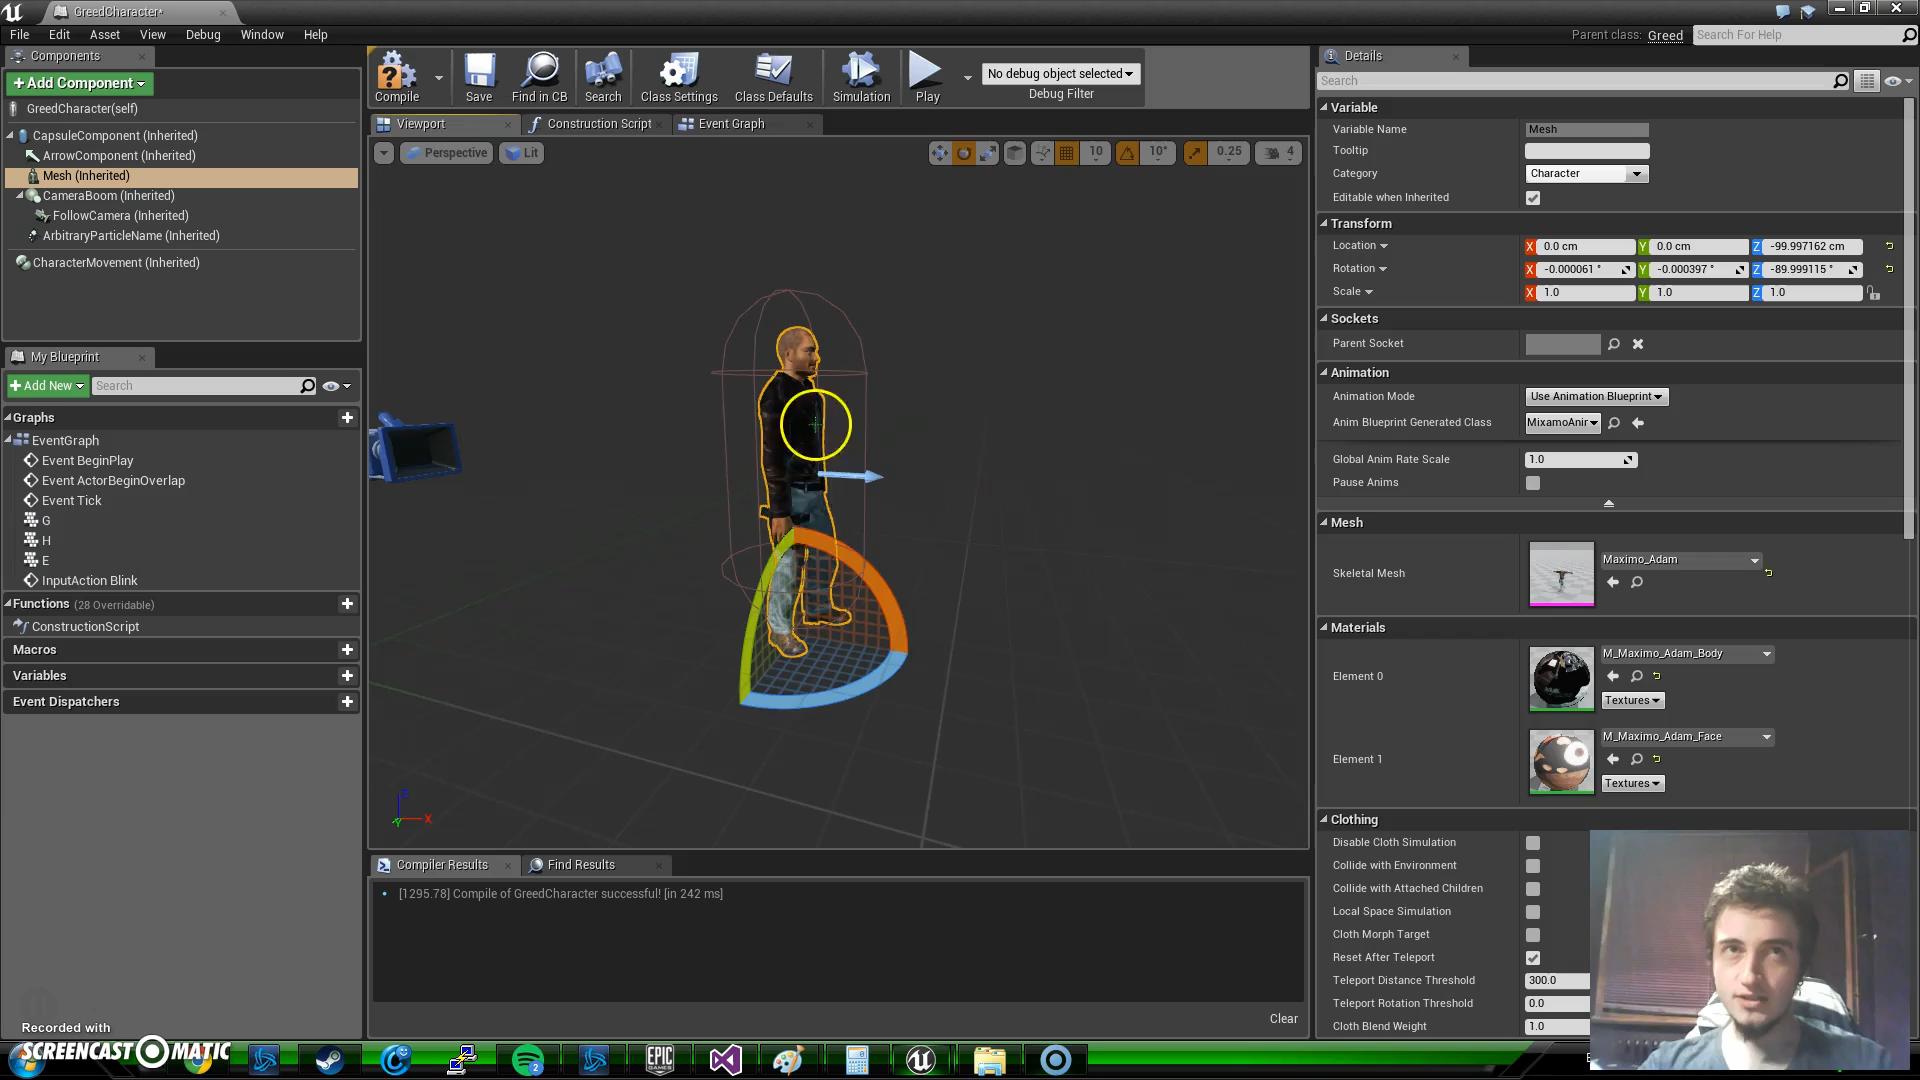 GreedCharacter*
File Edit Asset View Debug Window Help
Parent class: Greed
Search For Help
Components
+Add Component
GreedCharacter(self)
CapsuleComponent (Inherited)
ArrowComponent (Inherited)
Mesh (Inherited)
CameraBoom (Inherited)
FollowCamera (Inherited)
ArbitraryParticleName (Inherited)
CharacterMovement (Inherited)
My Blueprint
+Add New
Search
Graphs
EventGraph
Event BeginPlay
Event ActorBeginOverlap
Event Tick
G
H
E
InputAction Blink
Functions (28 Overridable)
ConstructionScript
Macros
Variables
Event Dispatchers
Compile
Save
Find in CB
Search
Class Settings
Class Defaults
Simulation
Play
No debug object selected
Debug Filter
Viewport
Construction Script
Event Graph
Perspective
Lit
10
10°
0.25
4
Z
X
Y
Compiler Results
Find Results
[1295.78] Compile of GreedCharacter successful! [in 242 ms]
Clear
Details
Search
Variable
Variable Name Mesh
Tooltip
Category Character
Editable when Inherited
Transform
Location X 0.0 cm Y 0.0 cm Z -99.997162 cm
Rotation X -0.000061 ° Y -0.000397 ° Z -89.999115 °
Scale X 1.0 Y 1.0 Z 1.0
Sockets
Parent Socket
Animation
Animation Mode Use Animation Blueprint
Anim Blueprint Generated Class MixamoAnir
Global Anim Rate Scale 1.0
Pause Anims
Mesh
Skeletal Mesh Maximo_Adam
Materials
Element 0 M_Maximo_Adam_Body
Textures
Element 1 M_Maximo_Adam_Face
Textures
Clothing
Disable Cloth Simulation
Collide with Environment
Collide with Attached Children
Local Space Simulation
Cloth Morph Target
Reset After Teleport
Teleport Distance Threshold 300.0
Teleport Rotation Threshold 0.0
Cloth Blend Weight 1.0
Recorded with
SCREENCAST-O-MATIC
2
EPIC
GAMES